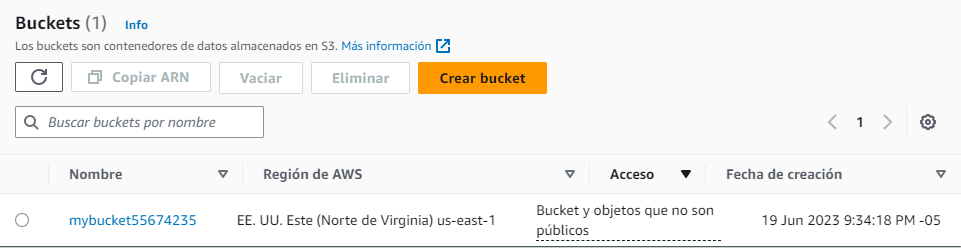 Buckets (1) Info
Los buckets son contenedores de datos almacenados en S3. Más información
Copiar ARN Vaciar Eliminar Crear bucket
Buscar buckets por nombre 1
Nombre Región de AWS Acceso Fecha de creación
mybucket55674235 EE. UU. Este (Norte de Virginia) us-east-1 Bucket y objetos que no son 19 Jun 2023 9:34:18 PM -05
públicos